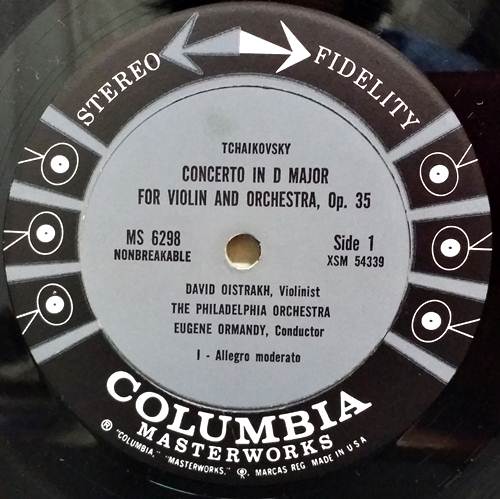 STEREO FIDELITY
TCHAIKOVSKY
CONCERTO IN D MAJOR
FOR VIOLIN AND ORCHESTRA, Op. 35
MS 6298
NONBREAKABLE
Side 1
XSM 54339
DAVID OISTRAKH, Violinist
THE PHILADELPHIA ORCHESTRA
EUGENE ORMANDY, Conductor
I - Allegro moderato
COLUMBIA
MASTERWORKS
® "COLUMBIA," "MASTERWORKS," MARCAS REG. MADE IN U S A